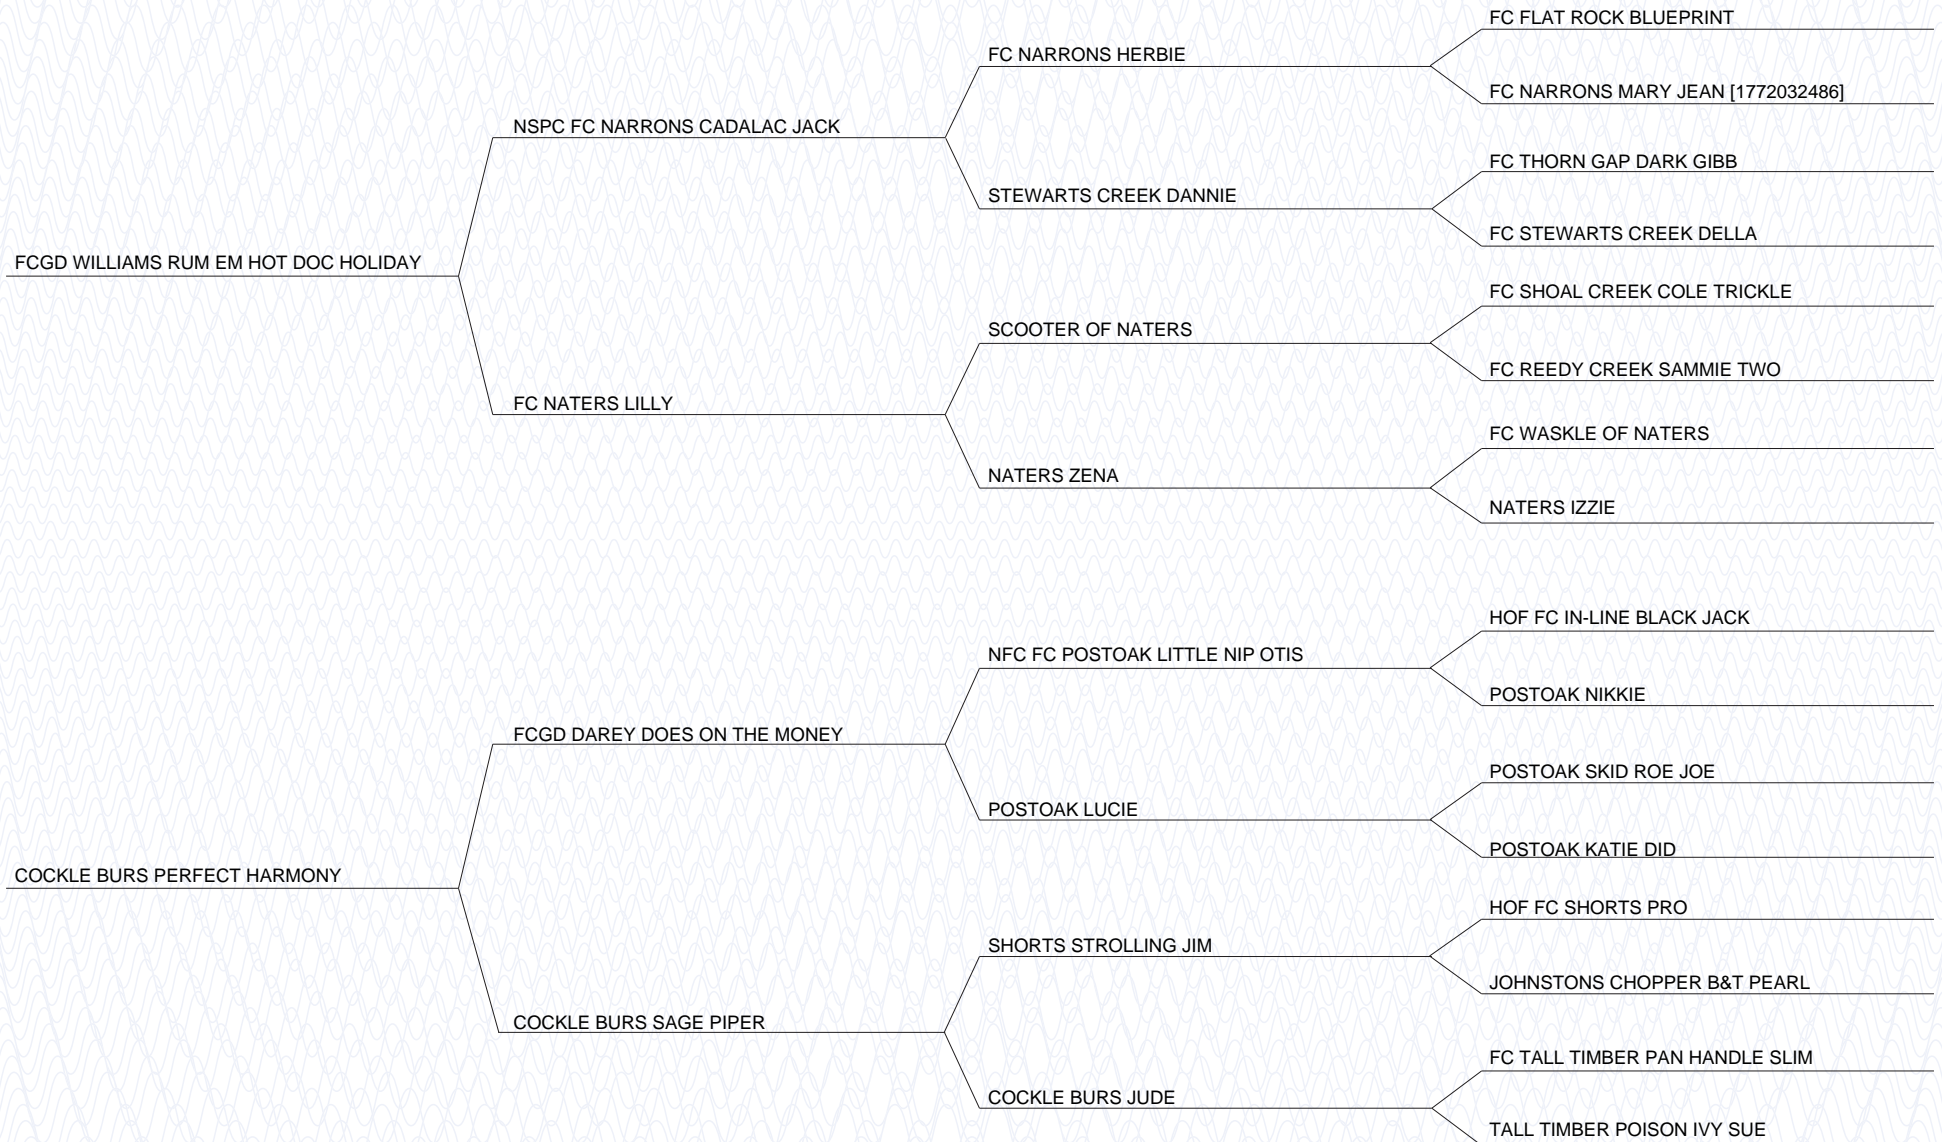 FC FLAT ROCK BLUEPRINT
FC NARRONS HERBIE
FC NARRONS MARY JEAN [1772032486]
NSPC FC NARRONS CADALAC JACK
FC THORN GAP DARK GIBB
STEWARTS CREEK DANNIE
FC STEWARTS CREEK DELLA
FCGD WILLIAMS RUM EM HOT DOC HOLIDAY
FC SHOAL CREEK COLE TRICKLE
SCOOTER OF NATERS
FC REEDY CREEK SAMMIE TWO
FC NATERS LILLY
FC WASKLE OF NATERS
NATERS ZENA
NATERS IZZIE
HOF FC IN-LINE BLACK JACK
NFC FC POSTOAK LITTLE NIP OTIS
POSTOAK NIKKIE
FCGD DAREY DOES ON THE MONEY
POSTOAK SKID ROE JOE
POSTOAK LUCIE
POSTOAK KATIE DID
COCKLE BURS PERFECT HARMONY
HOF FC SHORTS PRO
SHORTS STROLLING JIM
JOHNSTONS CHOPPER B&T PEARL
COCKLE BURS SAGE PIPER
FC TALL TIMBER PAN HANDLE SLIM
COCKLE BURS JUDE
TALL TIMBER POISON IVY SUE